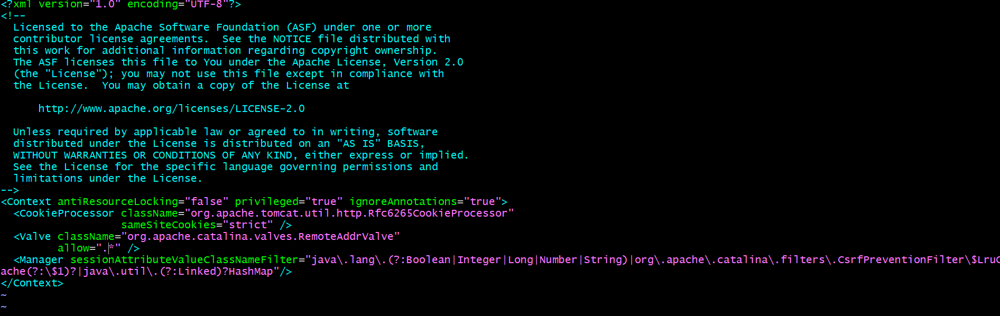 <?xml version="1.0" encoding="UTF-8"?>
<!--
  Licensed to the Apache Software Foundation (ASF) under one or more
  contributor license agreements.  See the NOTICE file distributed with
  this work for additional information regarding copyright ownership.
  The ASF licenses this file to You under the Apache License, Version 2.0
  (the "License"); you may not use this file except in compliance with
  the License.  You may obtain a copy of the License at

      http://www.apache.org/licenses/LICENSE-2.0

  Unless required by applicable law or agreed to in writing, software
  distributed under the License is distributed on an "AS IS" BASIS,
  WITHOUT WARRANTIES OR CONDITIONS OF ANY KIND, either express or implied.
  See the License for the specific language governing permissions and
  limitations under the License.
-->
<Context antiResourceLocking="false" privileged="true" ignoreAnnotations="true">
  <CookieProcessor className="org.apache.tomcat.util.http.Rfc6265CookieProcessor"
                   sameSiteCookies="strict" />
  <Valve className="org.apache.catalina.valves.RemoteAddrValve"
         allow=".*" />
  <Manager sessionAttributeValueClassNameFilter="java\.lang\.(?:Boolean|Integer|Long|Number|String)|org\.apache\.catalina\.filters\.CsrfPreventionFilter\$LruC
ache(?:\$1)?|java\.util\.(?:Linked)?HashMap"/>
</Context>
~
~